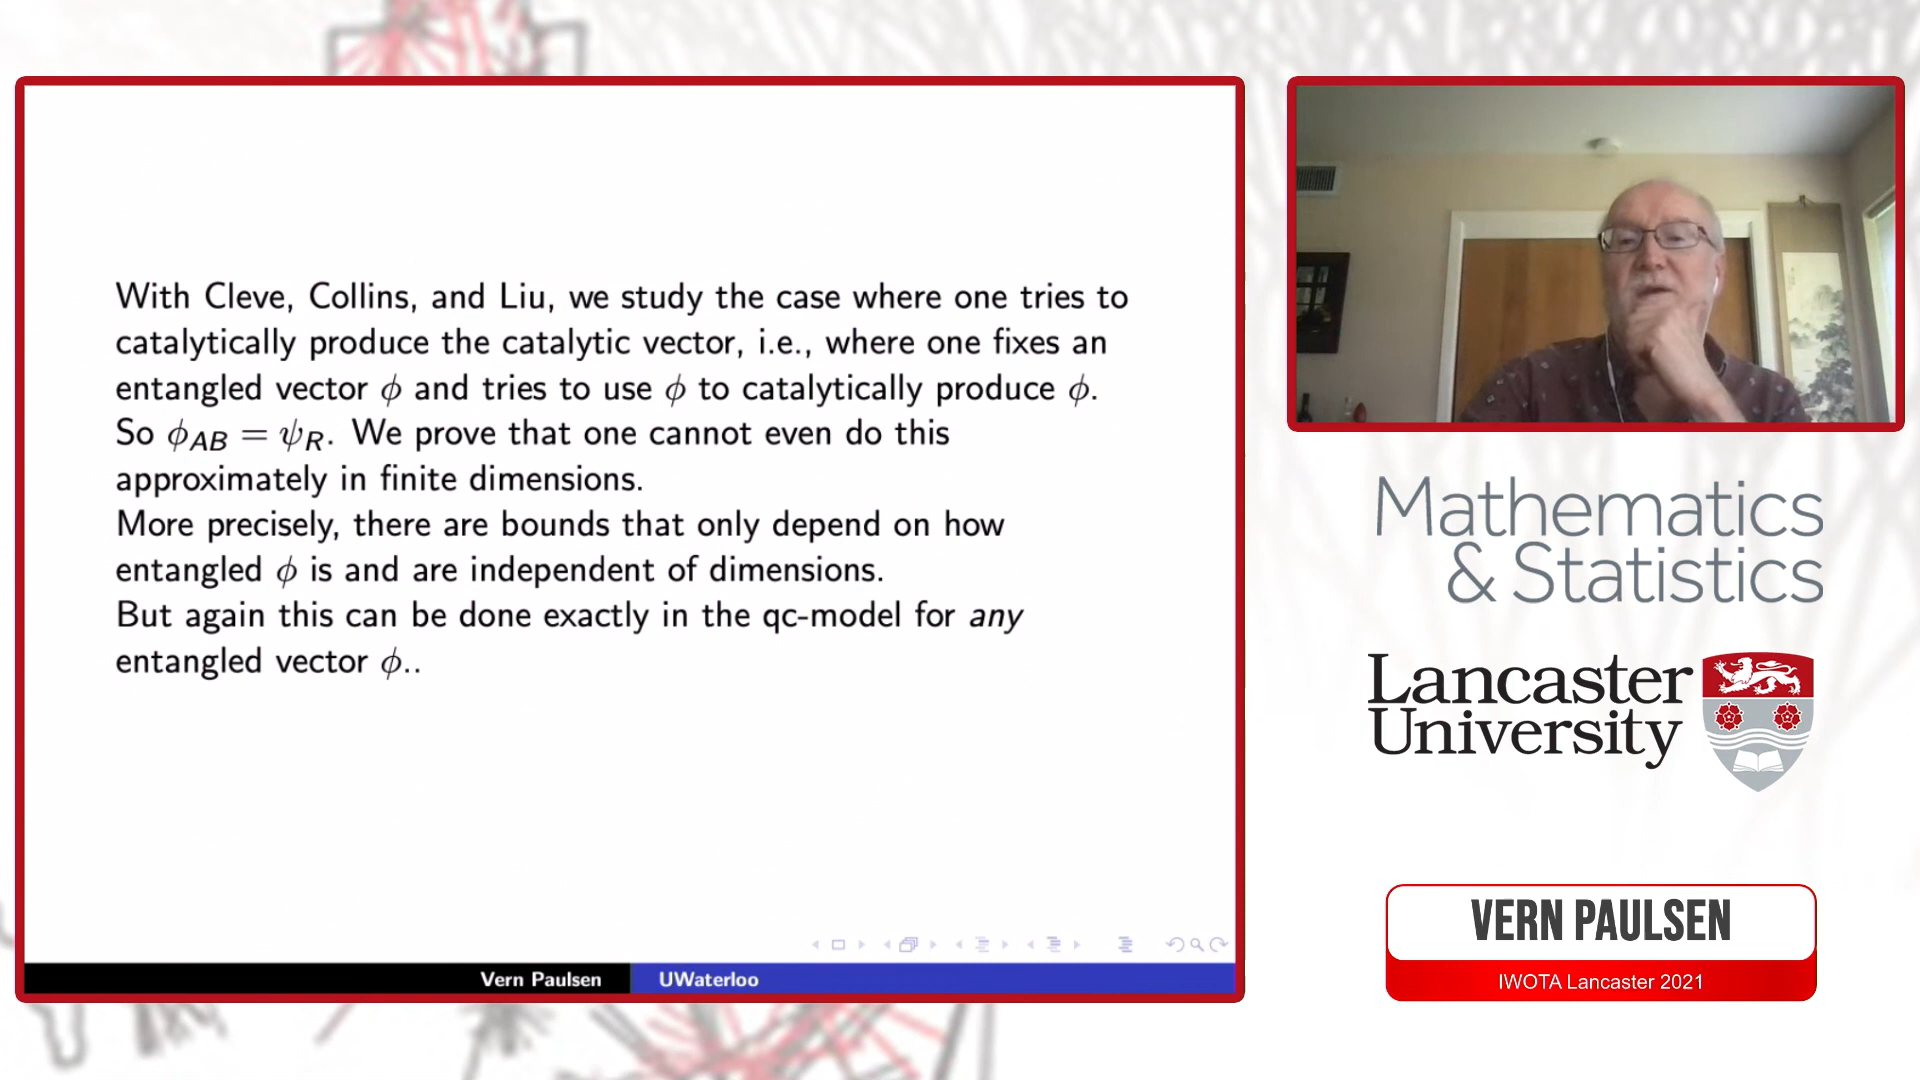 With Cleve, Collins, and Liu, we study the case where one tries to
catalytically produce the catalytic vector, i.e., where one fixes an
entangled vector ϕ and tries to use ϕ to catalytically produce ϕ.
So ϕ_AB = ψ_R. We prove that one cannot even do this
approximately in finite dimensions.
More precisely, there are bounds that only depend on how
entangled ϕ is and are independent of dimensions.
But again this can be done exactly in the qc-model for any
entangled vector ϕ..
Vern Paulsen UWaterloo
Mathematics
& Statistics
Lancaster
University
VERN PAULSEN
IWOTA Lancaster 2021